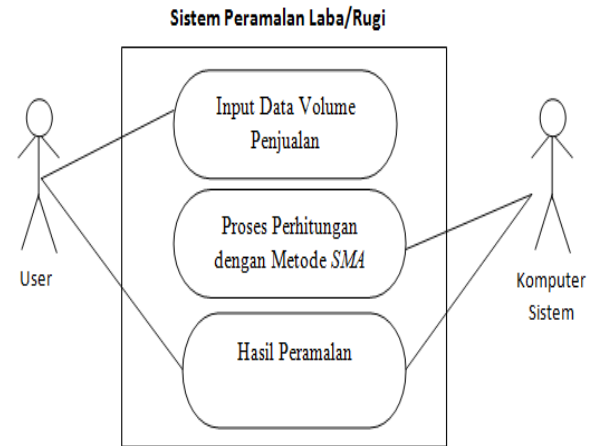 Sistem Peramalan Laba/Rugi
Input Data Volume
Penjualan
Proses Perhitungan
dengan Metode SMA
Hasil Peramalan
User
Komputer
Sistem